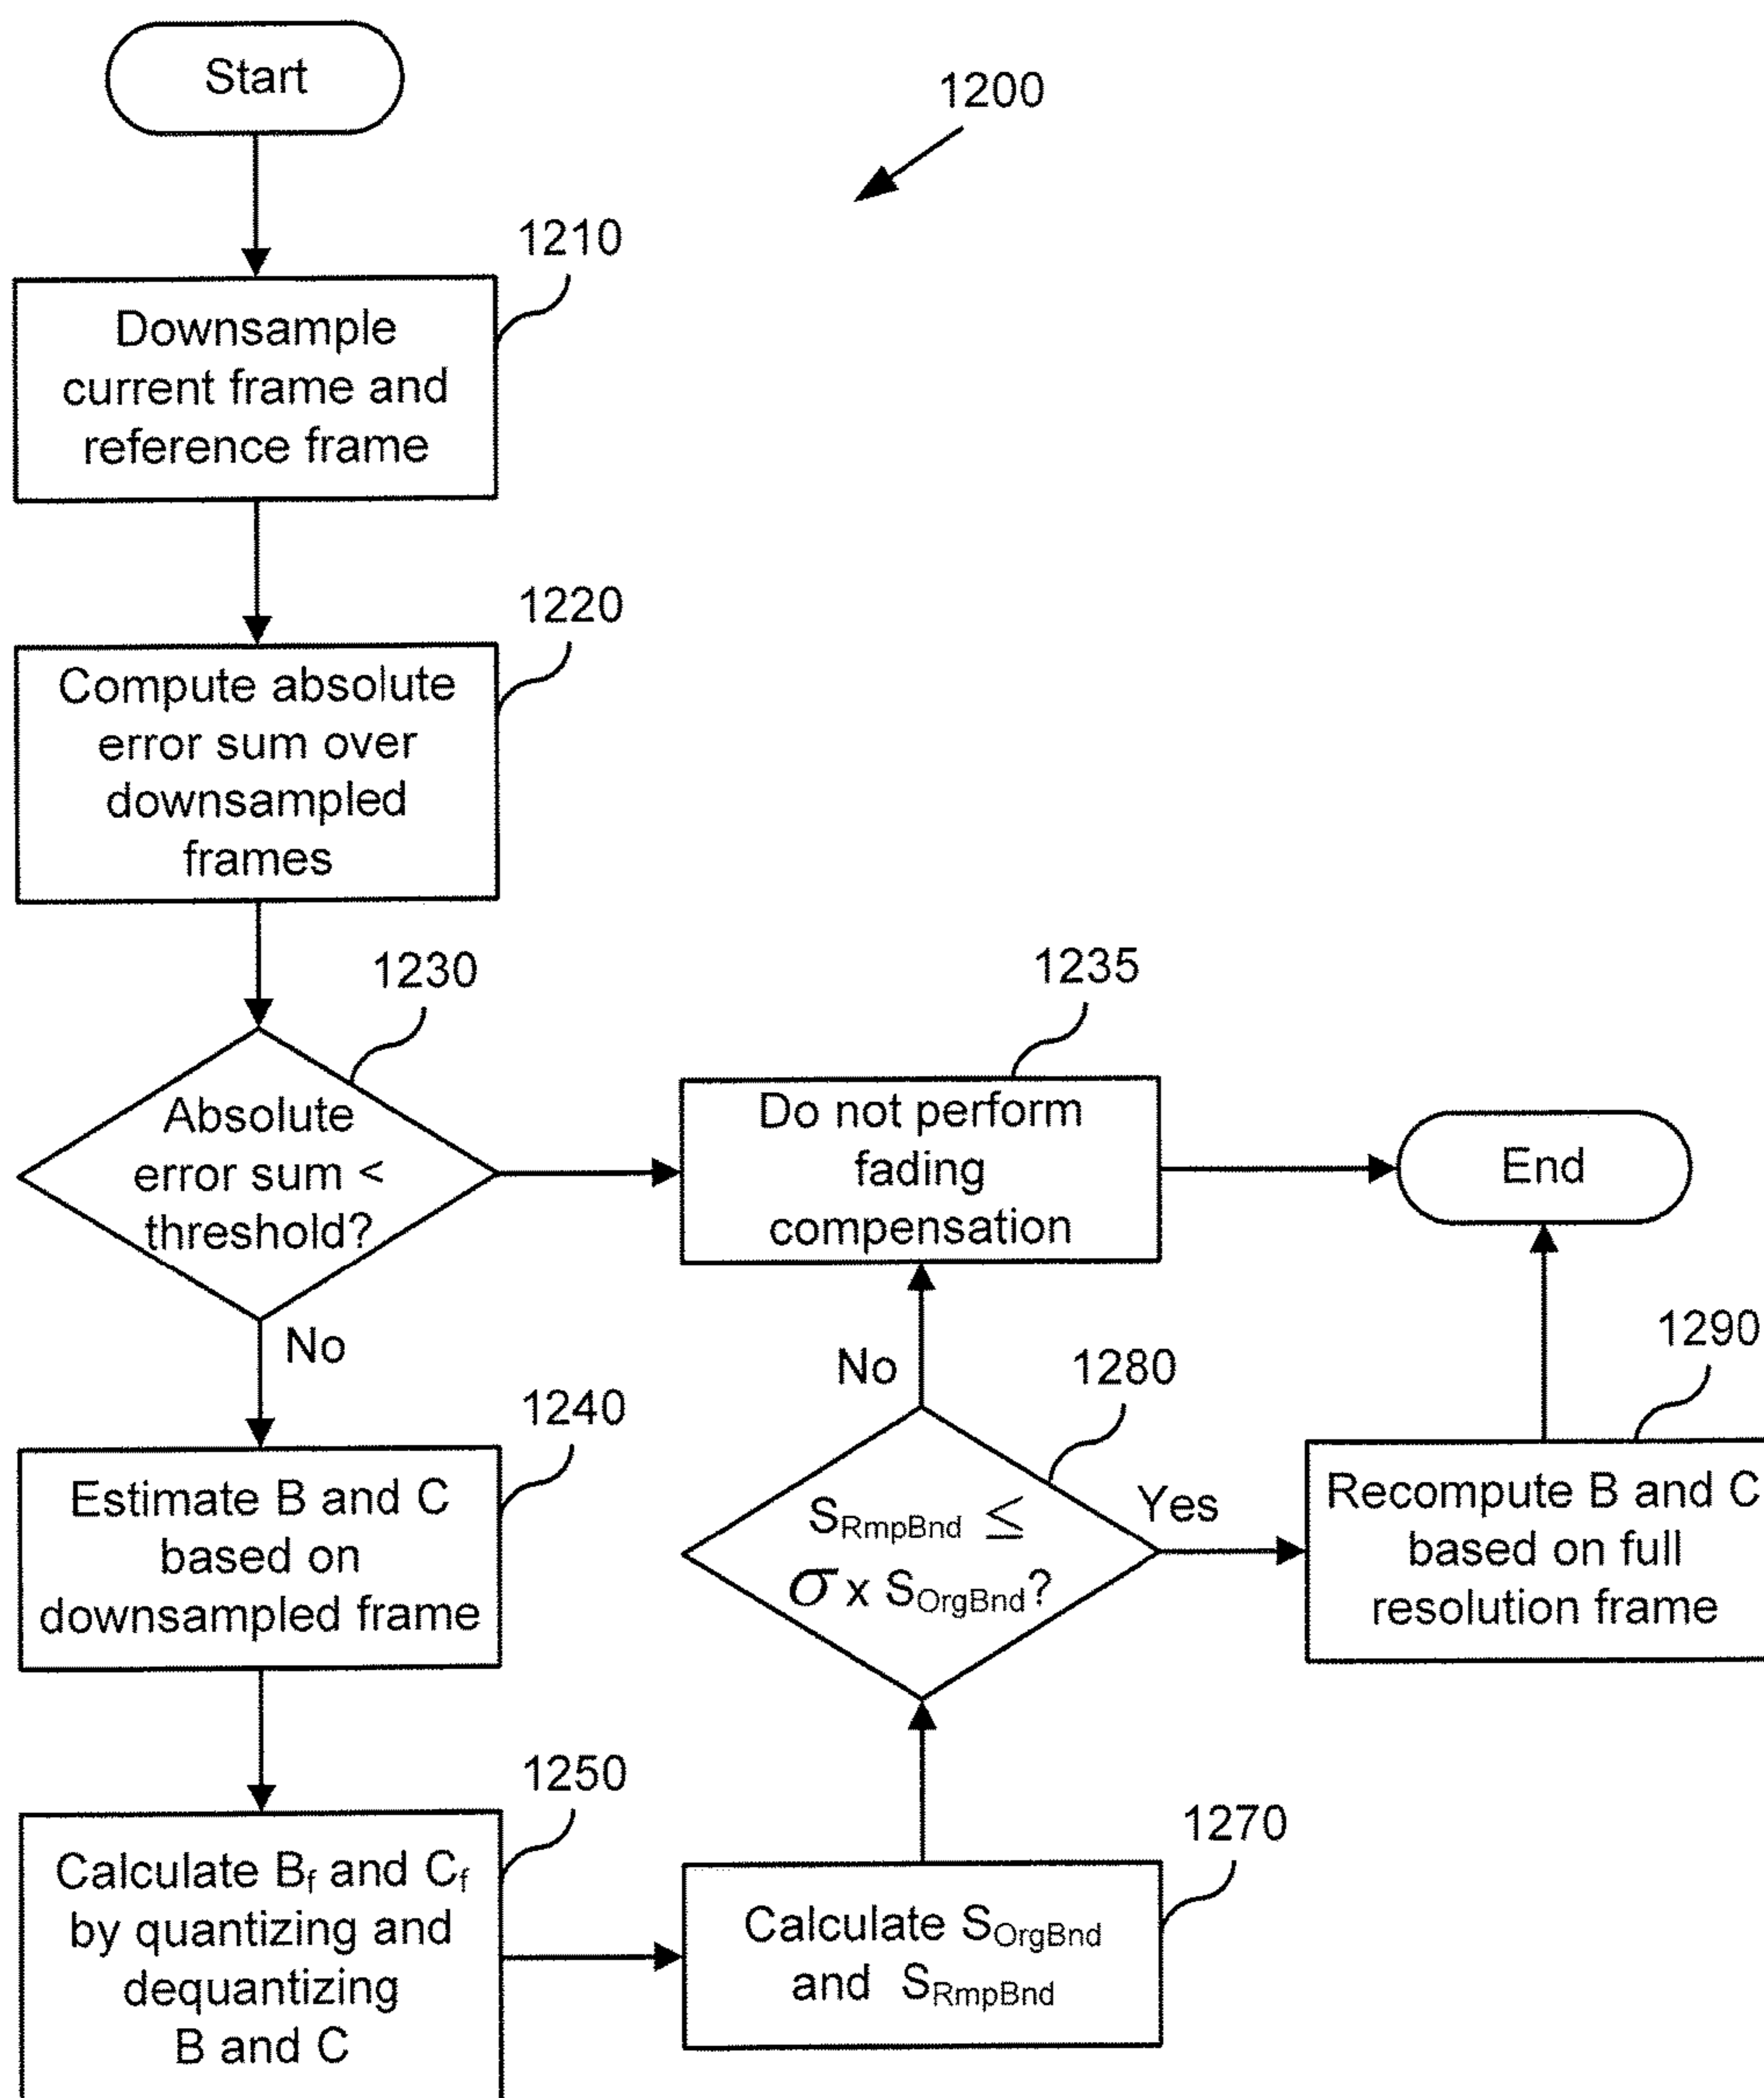 Start
1200
1210
Downsample
current frame and
reference frame
1220
Compute absolute
error sum over
downsampled
frames
1230
Absolute
error sum <
threshold?
No
1235
Do not perform
fading
compensation
End
1240
Estimate B and C
based on
downsampled frame
1250
Calculate Bf and Cf
by quantizing and
dequantizing
B and C
1270
Calculate SOrgBnd
and SRmpBnd
1280
SRmpBnd ≤
σ x SOrgBnd?
No
Yes
1290
Recompute B and C
based on full
resolution frame